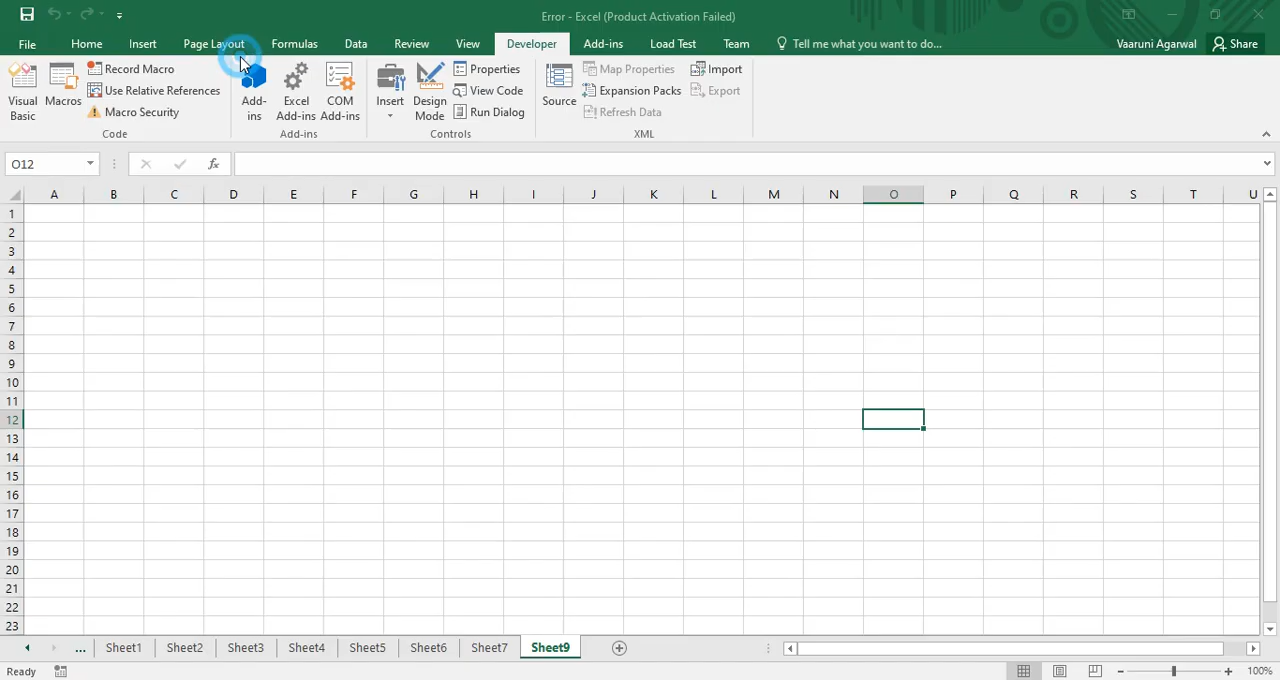 Error - Excel (Product Activation Failed)
File Home Insert Page Layout Formulas Data Review View Developer Add-ins Load Test Team Tell me what you want to do... Vaaruni Agarwal Share
Visual Basic
Macros
Record Macro
Use Relative References
Macro Security
Code
Add-ins
Excel Add-ins
COM Add-ins
Add-ins
Insert
Design Mode
Properties
View Code
Run Dialog
Controls
Source
Map Properties
Expansion Packs
Refresh Data
Import
Export
XML
O12 fx
A B C D E F G H I J K L M N O P Q R S T U
1
2
3
4
5
6
7
8
9
10
11
12
13
14
15
16
17
18
19
20
21
22
23
... Sheet1 Sheet2 Sheet3 Sheet4 Sheet5 Sheet6 Sheet7 Sheet9
Ready 100%